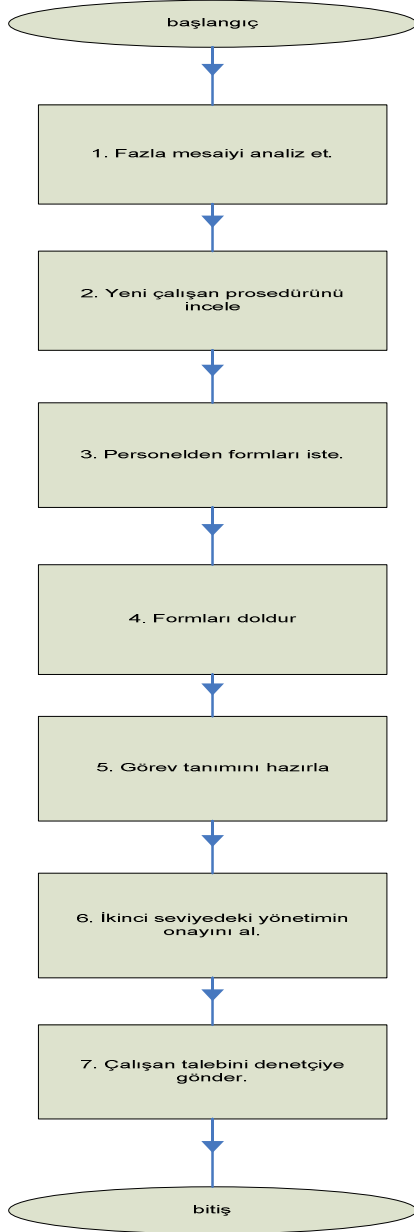 başlangıç
1. Fazla mesaiyi analiz et.
2. Yeni çalışan prosedürünü
incele
3. Personelden formları iste.
4. Formları doldur
5. Görev tanımını hazırla
6. İkinci seviyedeki yönetimin
onayını al.
7. Çalışan talebini denetçiye
gönder.
bitiş